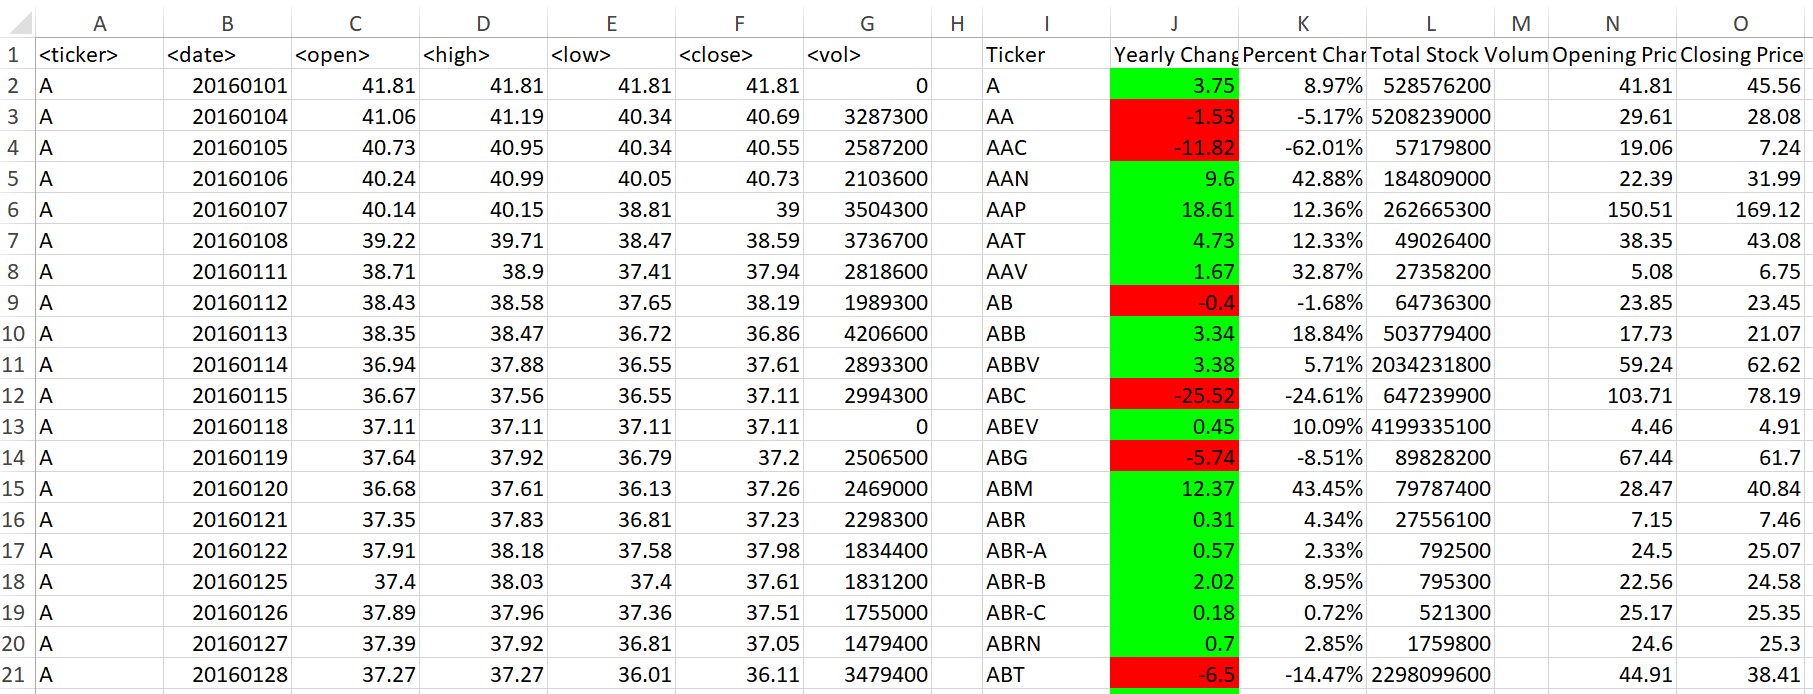 A B C D E F G H I J K L M N O
1 <ticker> <date> <open> <high> <low> <close> <vol> Ticker Yearly Chang Percent Char Total Stock Volum Opening Pric Closing Price
2 A 20160101 41.81 41.81 41.81 41.81 0 A 3.75 8.97% 528576200 41.81 45.56
3 A 20160104 41.06 41.19 40.34 40.69 3287300 AA -1.53 -5.17% 5208239000 29.61 28.08
4 A 20160105 40.73 40.95 40.34 40.55 2587200 AAC -11.82 -62.01% 57179800 19.06 7.24
5 A 20160106 40.24 40.99 40.05 40.73 2103600 AAN 9.6 42.88% 184809000 22.39 31.99
6 A 20160107 40.14 40.15 38.81 39 3504300 AAP 18.61 12.36% 262665300 150.51 169.12
7 A 20160108 39.22 39.71 38.47 38.59 3736700 AAT 4.73 12.33% 49026400 38.35 43.08
8 A 20160111 38.71 38.9 37.41 37.94 2818600 AAV 1.67 32.87% 27358200 5.08 6.75
9 A 20160112 38.43 38.58 37.65 38.19 1989300 AB -0.4 -1.68% 64736300 23.85 23.45
10 A 20160113 38.35 38.47 36.72 36.86 4206600 ABB 3.34 18.84% 503779400 17.73 21.07
11 A 20160114 36.94 37.88 36.55 37.61 2893300 ABBV 3.38 5.71% 2034231800 59.24 62.62
12 A 20160115 36.67 37.56 36.55 37.11 2994300 ABC -25.52 -24.61% 647239900 103.71 78.19
13 A 20160118 37.11 37.11 37.11 37.11 0 ABEV 0.45 10.09% 4199335100 4.46 4.91
14 A 20160119 37.64 37.92 36.79 37.2 2506500 ABG -5.74 -8.51% 89828200 67.44 61.7
15 A 20160120 36.68 37.61 36.13 37.26 2469000 ABM 12.37 43.45% 79787400 28.47 40.84
16 A 20160121 37.35 37.83 36.81 37.23 2298300 ABR 0.31 4.34% 27556100 7.15 7.46
17 A 20160122 37.91 38.18 37.58 37.98 1834400 ABR-A 0.57 2.33% 792500 24.5 25.07
18 A 20160125 37.4 38.03 37.4 37.61 1831200 ABR-B 2.02 8.95% 795300 22.56 24.58
19 A 20160126 37.89 37.96 37.36 37.51 1755000 ABR-C 0.18 0.72% 521300 25.17 25.35
20 A 20160127 37.39 37.92 36.81 37.05 1479400 ABRN 0.7 2.85% 1759800 24.6 25.3
21 A 20160128 37.27 37.27 36.01 36.11 3479400 ABT -6.5 -14.47% 2298099600 44.91 38.41